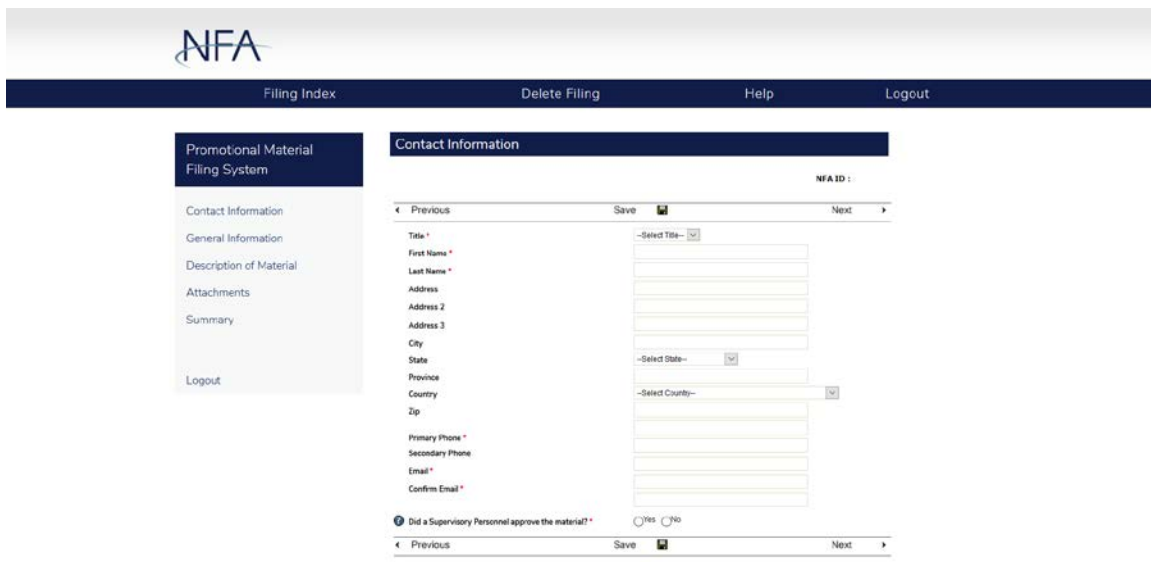 NFA
Filing Index Delete Filing Help Logout
Promotional Material
Filing System
Contact Information
General Information
Description of Material
Attachments
Summary
Logout
Contact Information
NFA ID :
Previous Save Next
Title * --Select Title--
First Name *
Last Name *
Address
Address 2
Address 3
City
State --Select State--
Province
Country --Select Country--
Zip
Primary Phone *
Secondary Phone
Email *
Confirm Email *
? Did a Supervisory Personnel approve the material? * Yes No
Previous Save Next